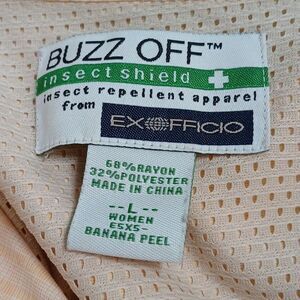 BUZZ OFF™
insect shield
insect repellent apparel
from
EXOFFICIO
68%RAYON
32%POLYESTER
MADE IN CHINA
--L--
WOMEN
ESXS-
BANANA PEEL